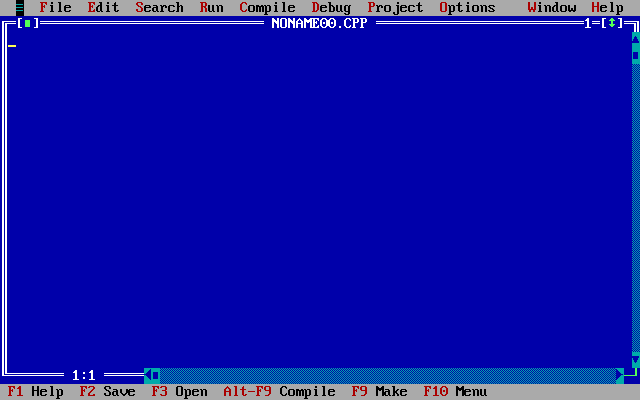 ≡ File Edit Search Run Compile Debug Project Options Window Help
[■] NONAME00.CPP 1=[↕]
1:1
F1 Help F2 Save F3 Open Alt-F9 Compile F9 Make F10 Menu